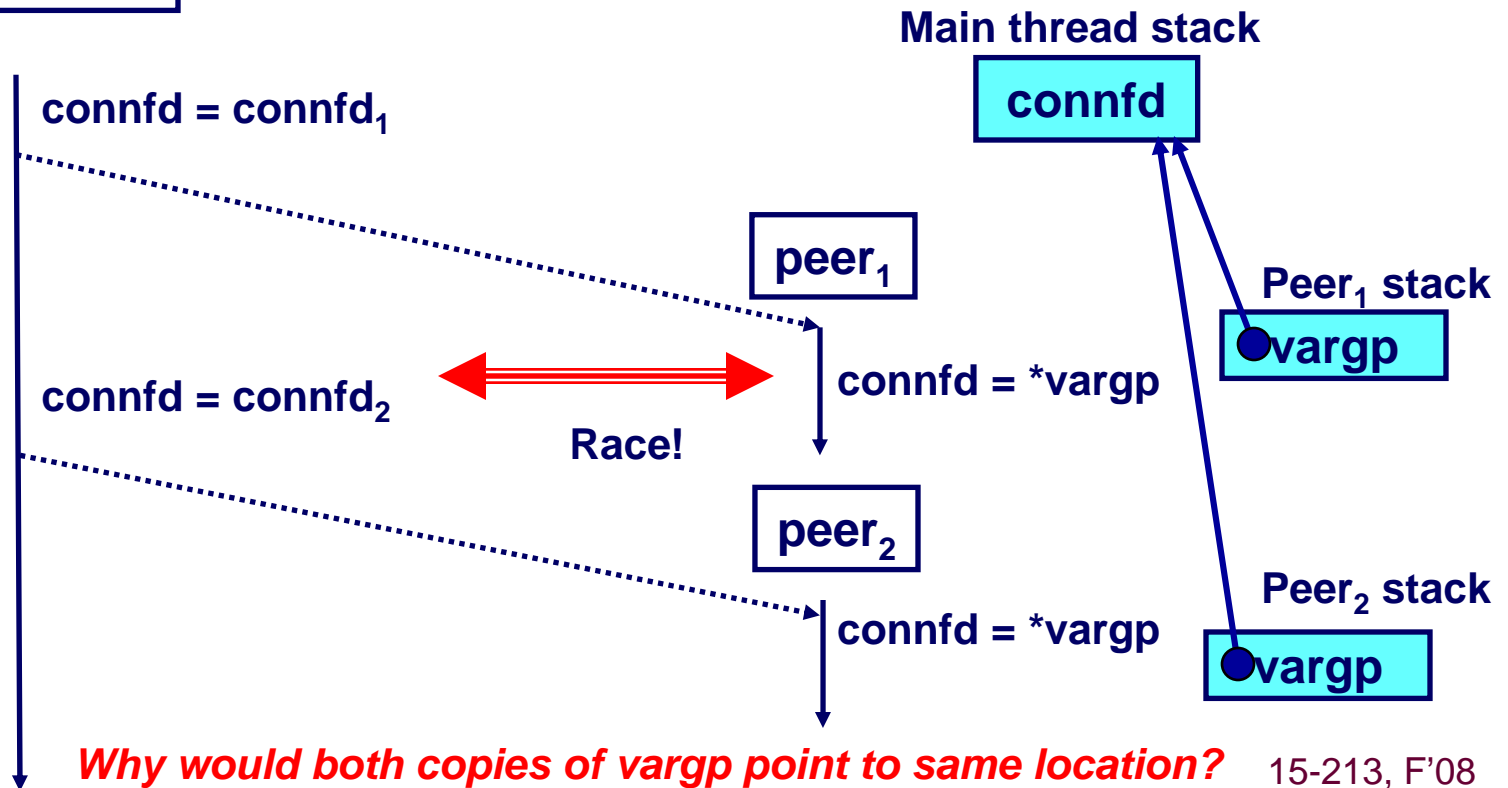 Main thread stack
connfd
connfd = connfd₁
peer₁
Peer₁ stack
vargp
connfd = *vargp
connfd = connfd₂
Race!
peer₂
Peer₂ stack
connfd = *vargp
vargp
Why would both copies of vargp point to same location?
15-213, F'08